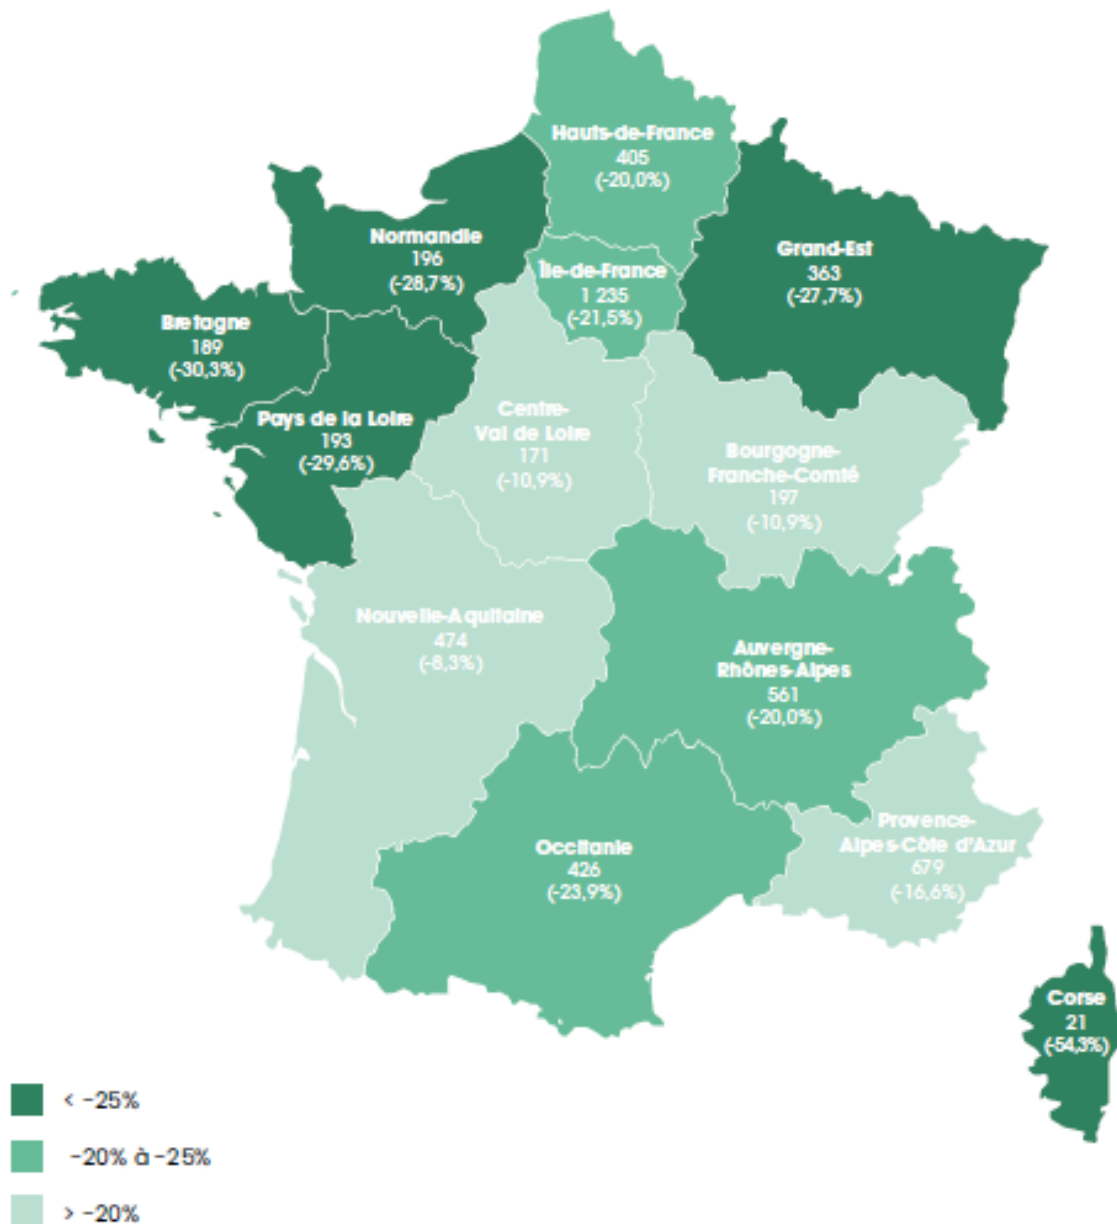 Hauts-de-France
405
(-20,0%)
Normandie
196
(-28,7%)
Île-de-France
1 235
(-21,5%)
Grand-Est
363
(-27,7%)
Bretagne
189
(-30,3%)
Pays de la Loire
193
(-29,6%)
Centre-
Val de Loire
171
(-10,9%)
Bourgogne-
Franche-Comté
197
(-10,9%)
Nouvelle-Aquitaine
474
(-8,3%)
Auvergne-
Rhônes-Alpes
561
(-20,0%)
Occitanie
426
(-23,9%)
Provence-
Alpes-Côte d'Azur
679
(-16,6%)
Corse
21
(-54,3%)
< -25%
-20% à -25%
> -20%